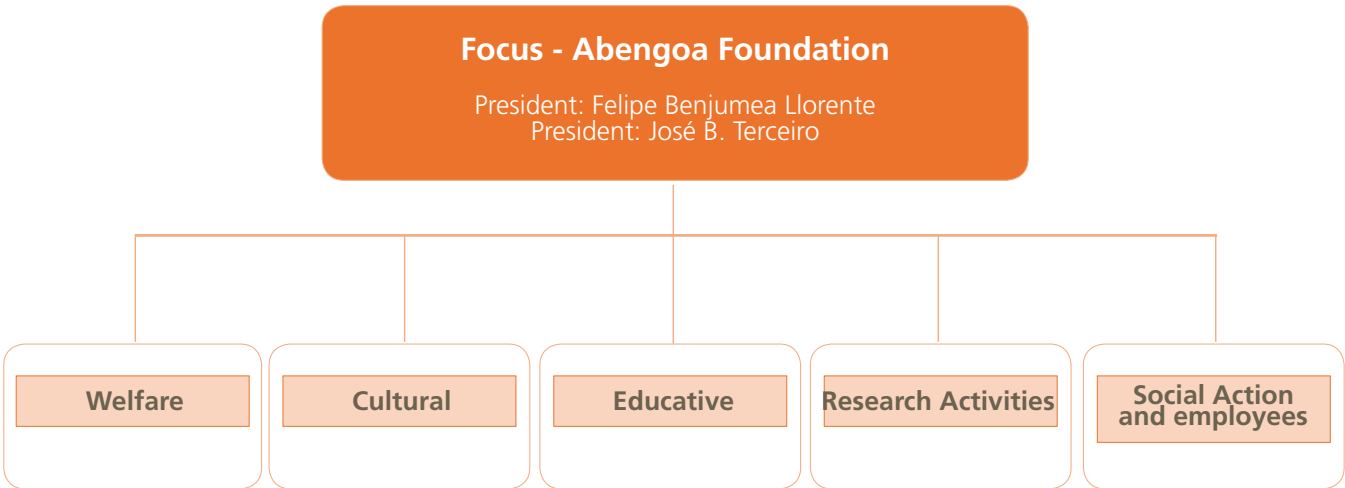 Focus - Abengoa Foundation
President: Felipe Benjumea Llorente
President: José B. Terceiro
Welfare
Cultural
Educative
Research Activities
Social Action
and employees